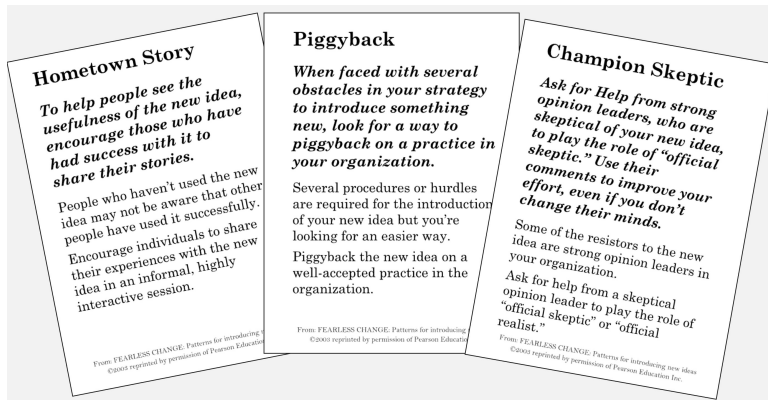 Hometown Story
To help people see the
usefulness of the new idea,
encourage those who have
had success with it to
share their stories.
People who haven't used the new
idea may not be aware that other
people have used it successfully.
Encourage individuals to share
their experiences with the new
idea in an informal, highly
interactive session.
From: FEARLESS CHANGE: Patterns for introducing
©2003 reprinted by permission of Pearson
Piggyback
When faced with several
obstacles in your strategy
to introduce something
new, look for a way to
piggyback on a practice in
your organization.
Several procedures or hurdles
are required for the introduction
of your new idea but you're
looking for an easier way.
Piggyback the new idea on a
well-accepted practice in the
organization.
From: FEARLESS CHANGE: Patterns for introducing
©2003 reprinted by permission of Pearson
Champion Skeptic
Ask for Help from strong
opinion leaders, who are
skeptical of your new idea,
to play the role of “official
skeptic.” Use their
comments to improve your
effort, even if you don't
change their minds.
Some of the resistors to the new
idea are strong opinion leaders in
your organization.
Ask for help from a skeptical
opinion leader to play the role of
“official skeptic” or “official
realist.”
From: FEARLESS CHANGE: Patterns for introducing new ideas
©2003 reprinted by permission of Pearson Education Inc.